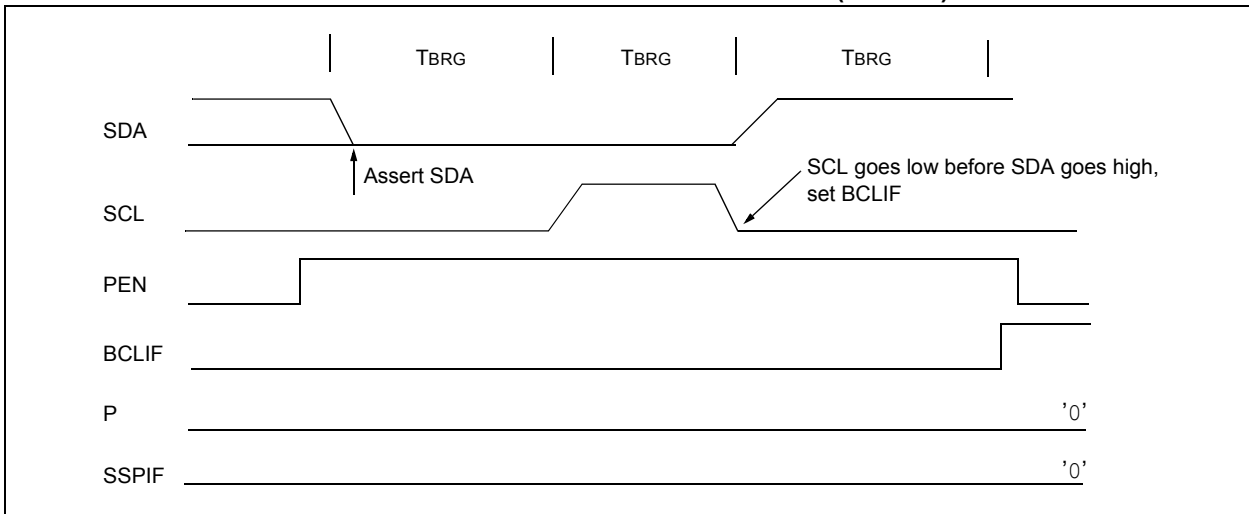 TBRG TBRG TBRG
SDA
Assert SDA
SCL goes low before SDA goes high,
set BCLIF
SCL
PEN
BCLIF
P '0'
SSPIF '0'